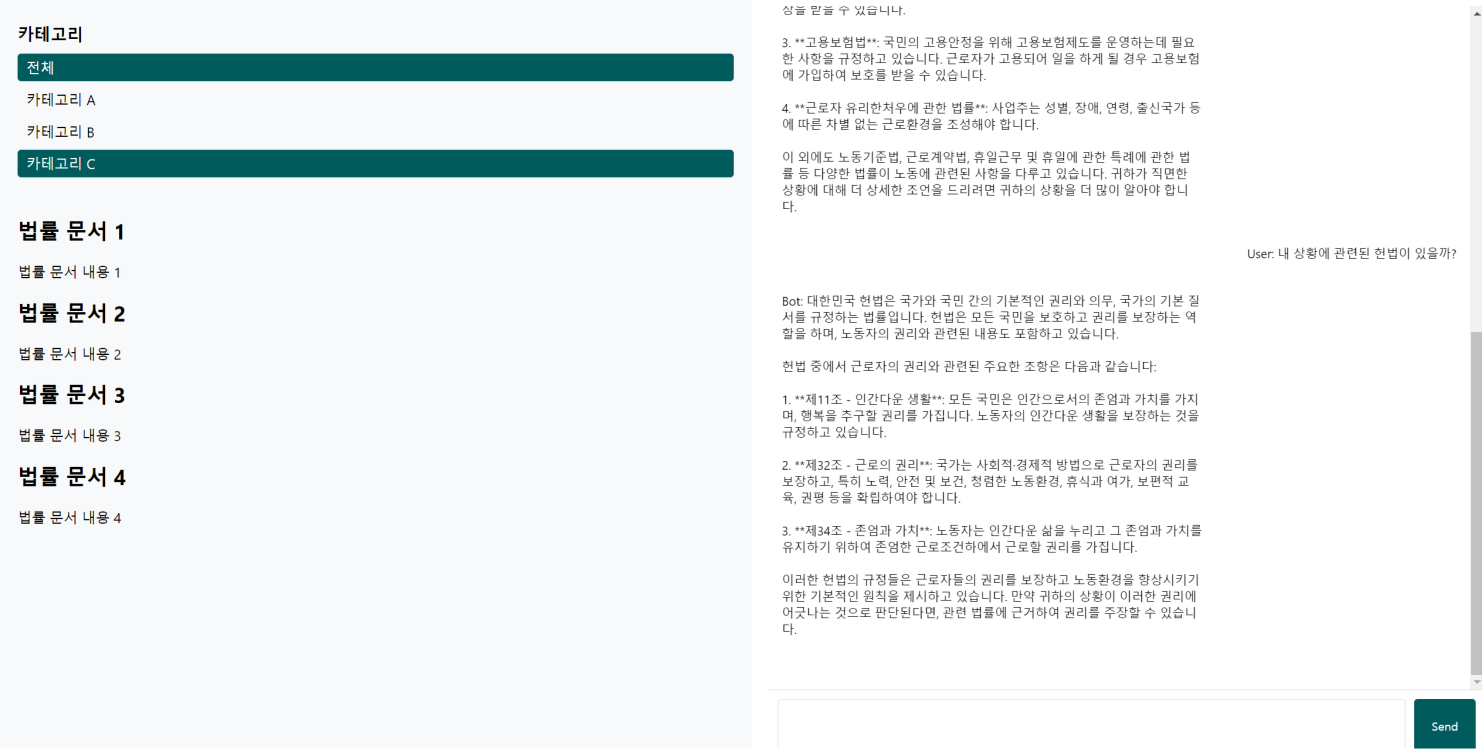 카테고리
전체
카테고리 A
카테고리 B
카테고리 C
법률 문서 1
법률 문서 내용 1
법률 문서 2
법률 문서 내용 2
법률 문서 3
법률 문서 내용 3
법률 문서 4
법률 문서 내용 4
상을 받을 수 있습니다.
3. **고용보험법**: 국민의 고용안정을 위해 고용보험제도를 운영하는데 필요
한 사항을 규정하고 있습니다. 근로자가 고용되어 일을 하게 될 경우 고용보험
에 가입하여 보호를 받을 수 있습니다.
4. **근로자 유리한처우에 관한 법률**: 사업주는 성별, 장애, 연령, 출신국가 등
에 따른 차별 없는 근로환경을 조성해야 합니다.
이 외에도 노동기준법, 근로계약법, 휴일근무 및 휴일에 관한 특례에 관한 법
률 등 다양한 법률이 노동에 관련된 사항을 다루고 있습니다. 귀하가 직면한
상황에 대해 더 상세한 조언을 드리려면 귀하의 상황을 더 많이 알아야 합니
다.
User: 내 상황에 관련된 헌법이 있을까?
Bot: 대한민국 헌법은 국가와 국민 간의 기본적인 권리와 의무, 국가의 기본 질
서를 규정하는 법률입니다. 헌법은 모든 국민을 보호하고 권리를 보장하는 역
할을 하며, 노동자의 권리와 관련된 내용도 포함하고 있습니다.
헌법 중에서 근로자의 권리와 관련된 주요한 조항은 다음과 같습니다:
1. **제11조 - 인간다운 생활**: 모든 국민은 인간으로서의 존엄과 가치를 가지
며, 행복을 추구할 권리를 가집니다. 노동자의 인간다운 생활을 보장하는 것을
규정하고 있습니다.
2. **제32조 - 근로의 권리**: 국가는 사회적·경제적 방법으로 근로자의 권리를
보장하고, 특히 노력, 안전 및 보건, 청렴한 노동환경, 휴식과 여가, 보편적 교
육, 권평 등을 확립하여야 합니다.
3. **제34조 - 존엄과 가치**: 노동자는 인간다운 삶을 누리고 그 존엄과 가치를
유지하기 위하여 존엄한 근로조건하에서 근로할 권리를 가집니다.
이러한 헌법의 규정들은 근로자들의 권리를 보장하고 노동환경을 향상시키기
위한 기본적인 원칙을 제시하고 있습니다. 만약 귀하의 상황이 이러한 권리에
어긋나는 것으로 판단된다면, 관련 법률에 근거하여 권리를 주장할 수 있습니
다.
Send